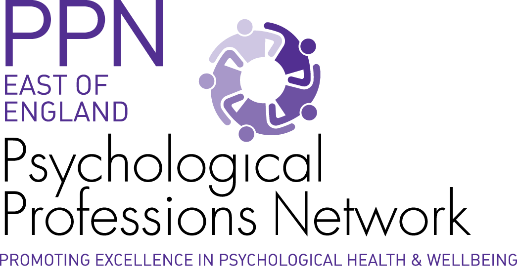 PPN
EAST OF
ENGLAND
Psychological
Professions Network
PROMOTING EXCELLENCE IN PSYCHOLOGICAL HEALTH & WELLBEING